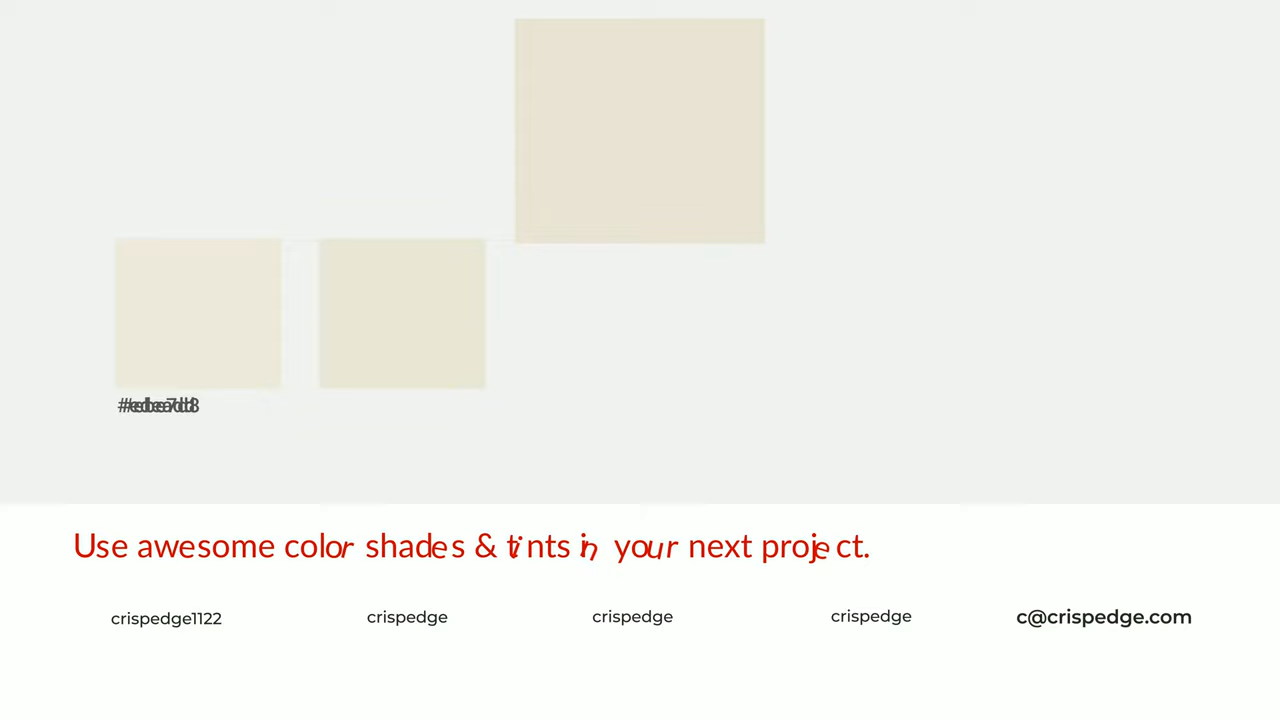 Use awesome color shades & tints in your next project.
crispedge1122 crispedge crispedge crispedge c@crispedge.com